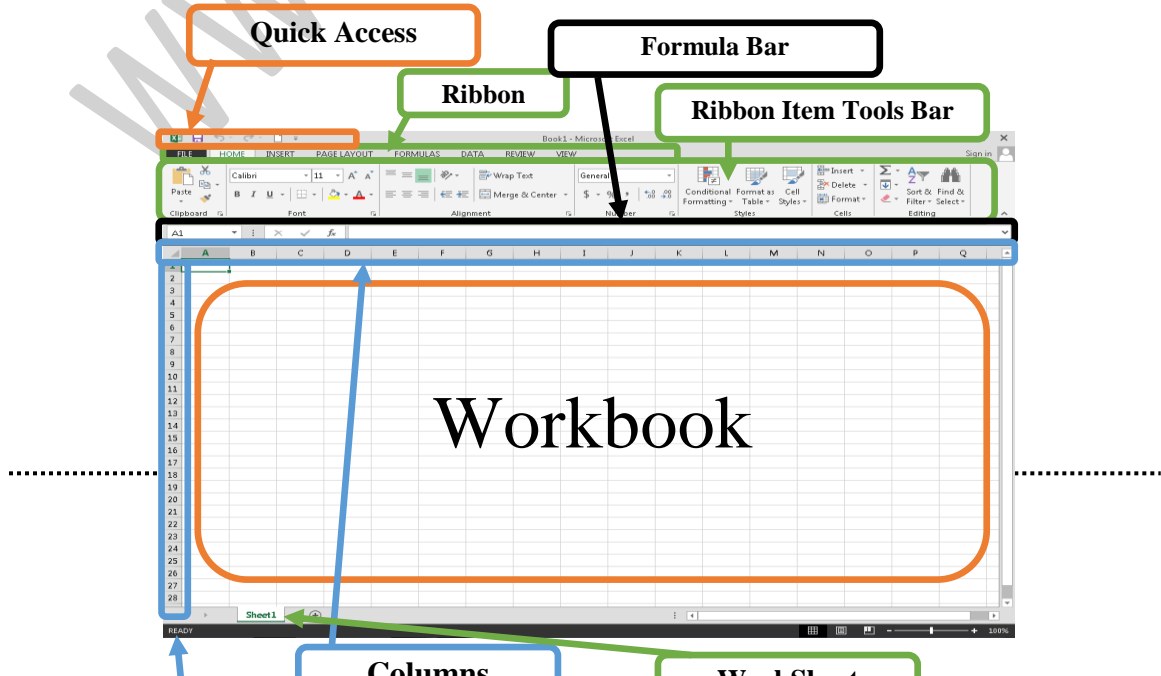 Quick Access
Formula Bar
Ribbon
Ribbon Item Tools Bar
Book1 - Microsoft Excel
FILE HOME INSERT PAGE LAYOUT FORMULAS DATA REVIEW VIEW Sign in
Calibri 11 A A Wrap Text General Insert Σ
Paste Conditional Format as Cell Delete Sort & Find &
B I U A Merge & Center $ % Formatting Table Styles Format Filter Select
Clipboard Font Alignment Number Styles Cells Editing
A1 fx
A B C D E F G H I J K L M N O P Q
1
2
3
4
5
6
7
8
9
10
11
12
Workbook
13
14
15
16
17
18
19
20
21
22
23
24
25
26
27
28
Sheet1
READY 100%
Columns